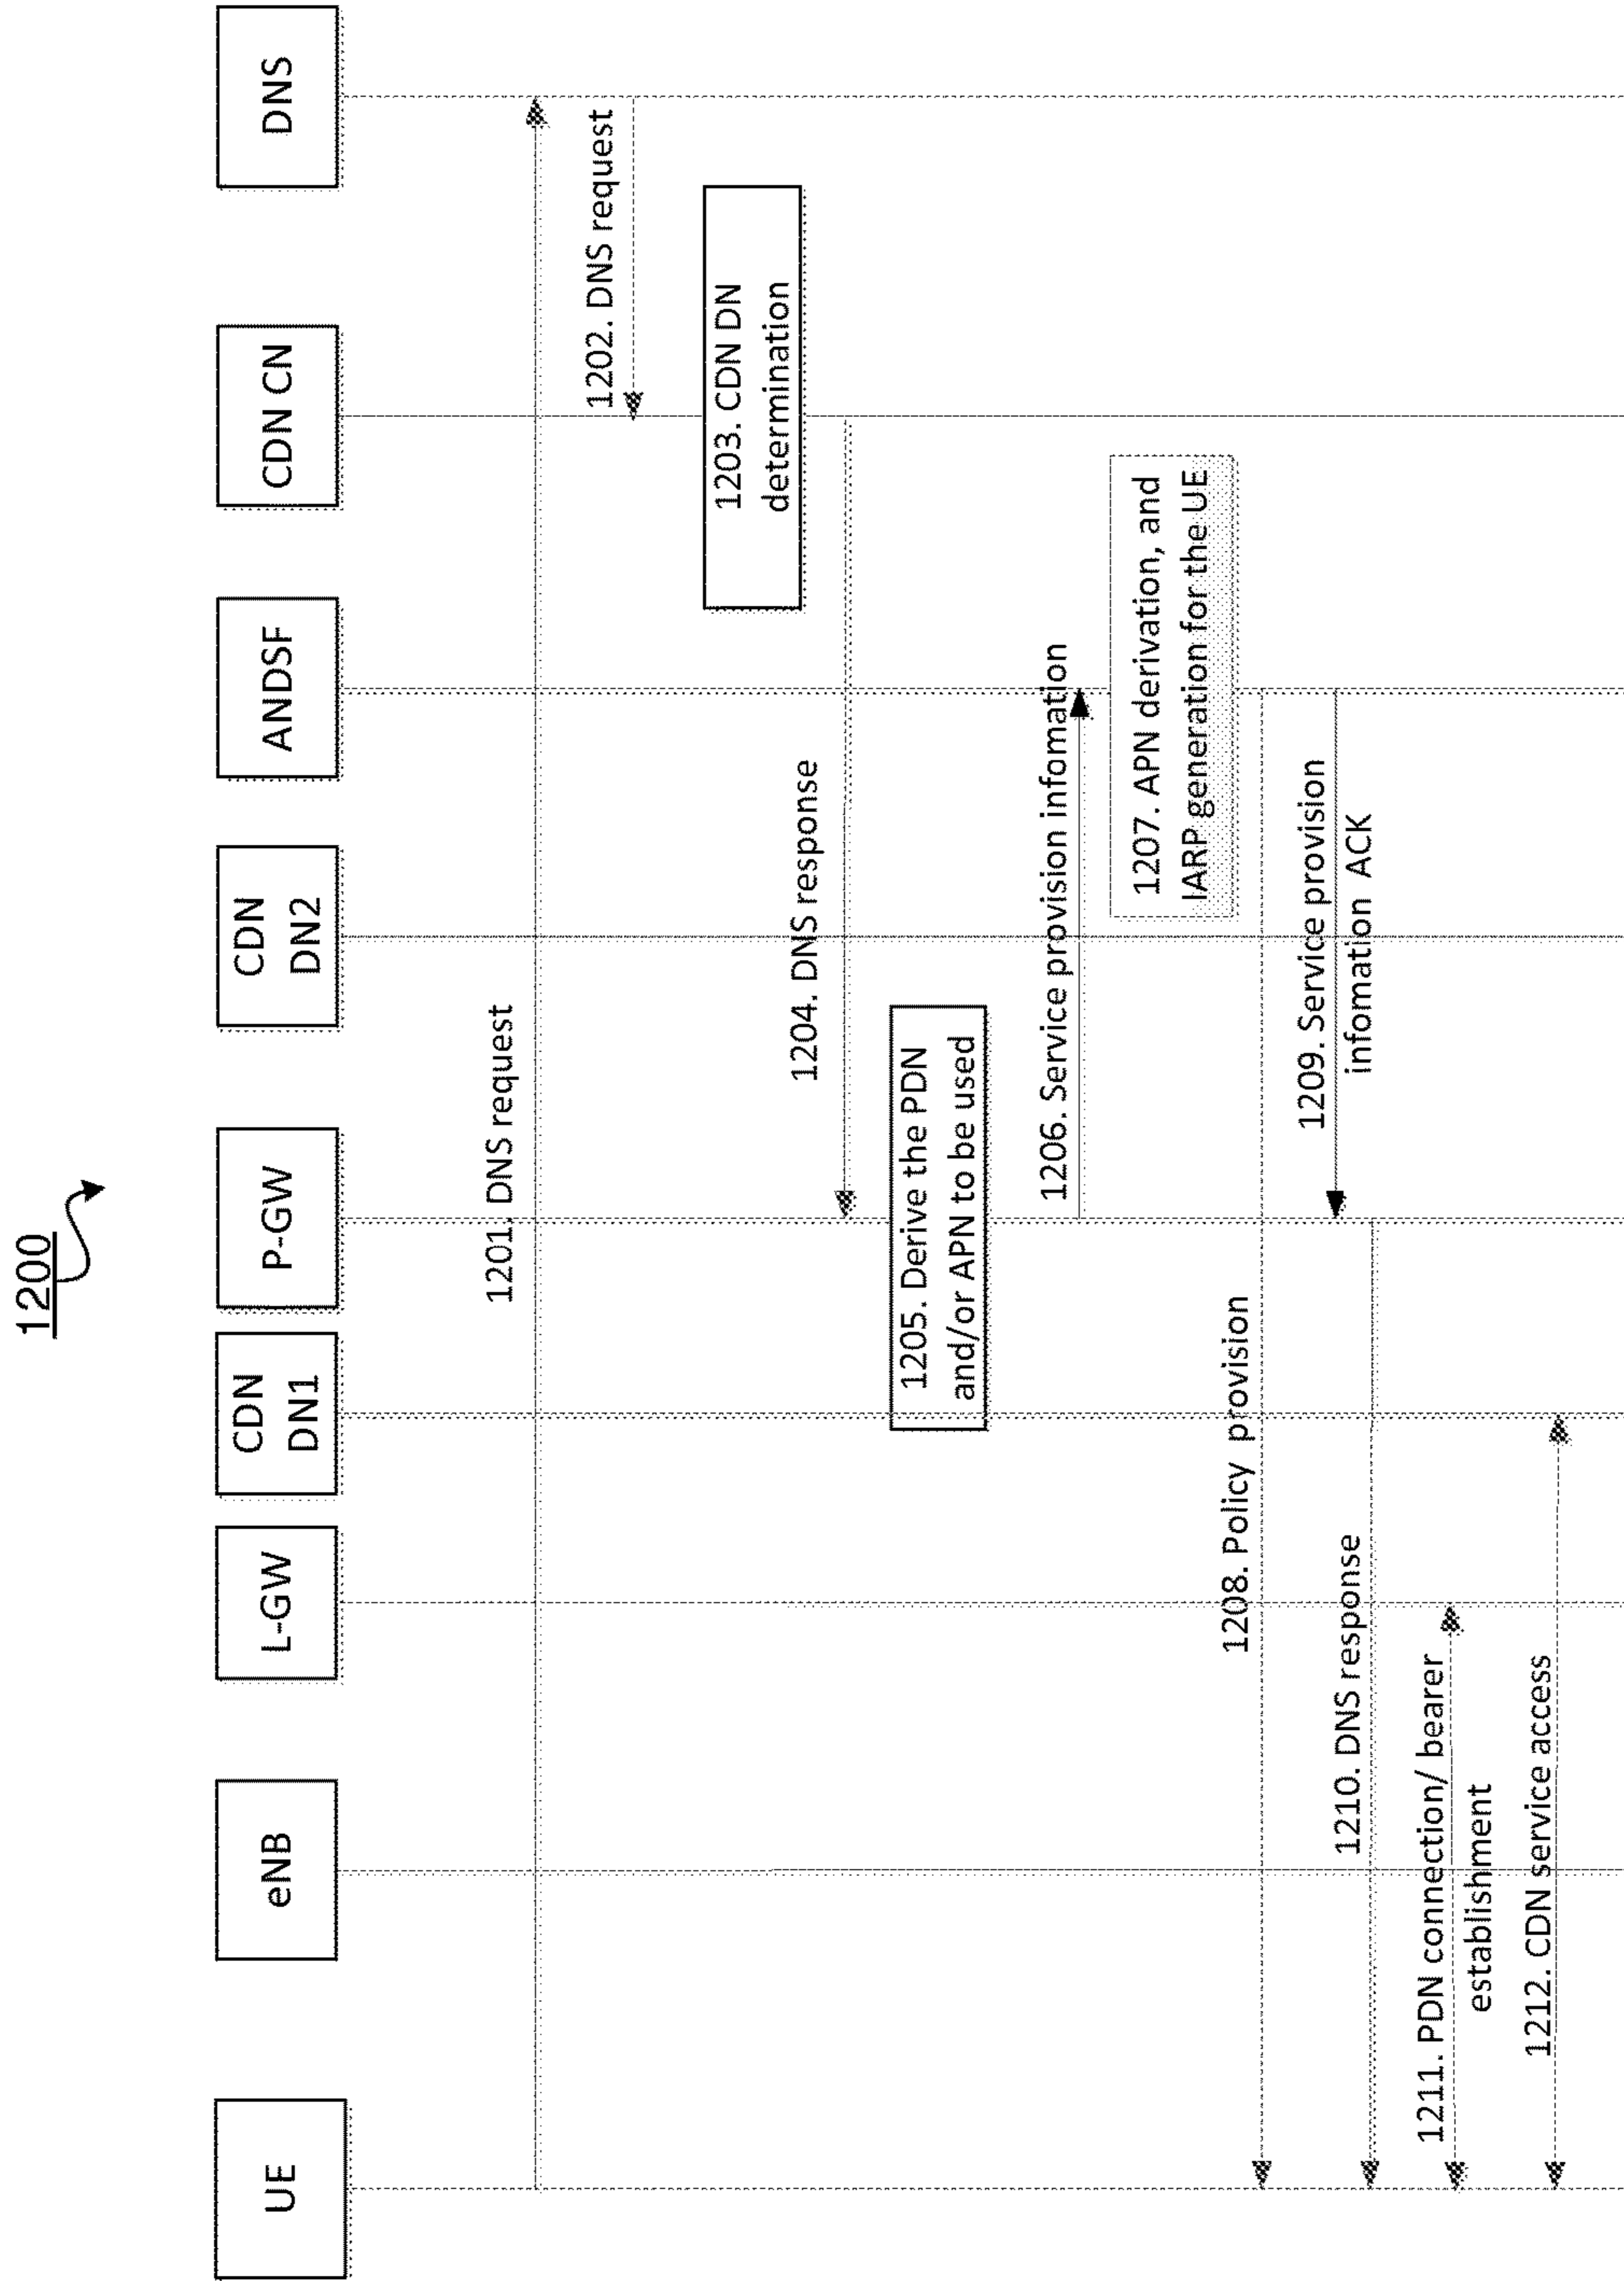 1200
UE
eNB
L-GW
CDN
DN1
P-GW
CDN
DN2
ANDSF
CDN CN
DNS
1201. DNS request
1202. DNS request
1203. CDN DN
determination
1204. DNS response
1205. Derive the PDN
and/or APN to be used
1206. Service provision infomation
1207. APN derivation, and
IARP generation for the UE
1208. Policy provision
1209. Service provision
infomation ACK
1210. DNS response
1211. PDN connection/ bearer
establishment
1212. CDN service access